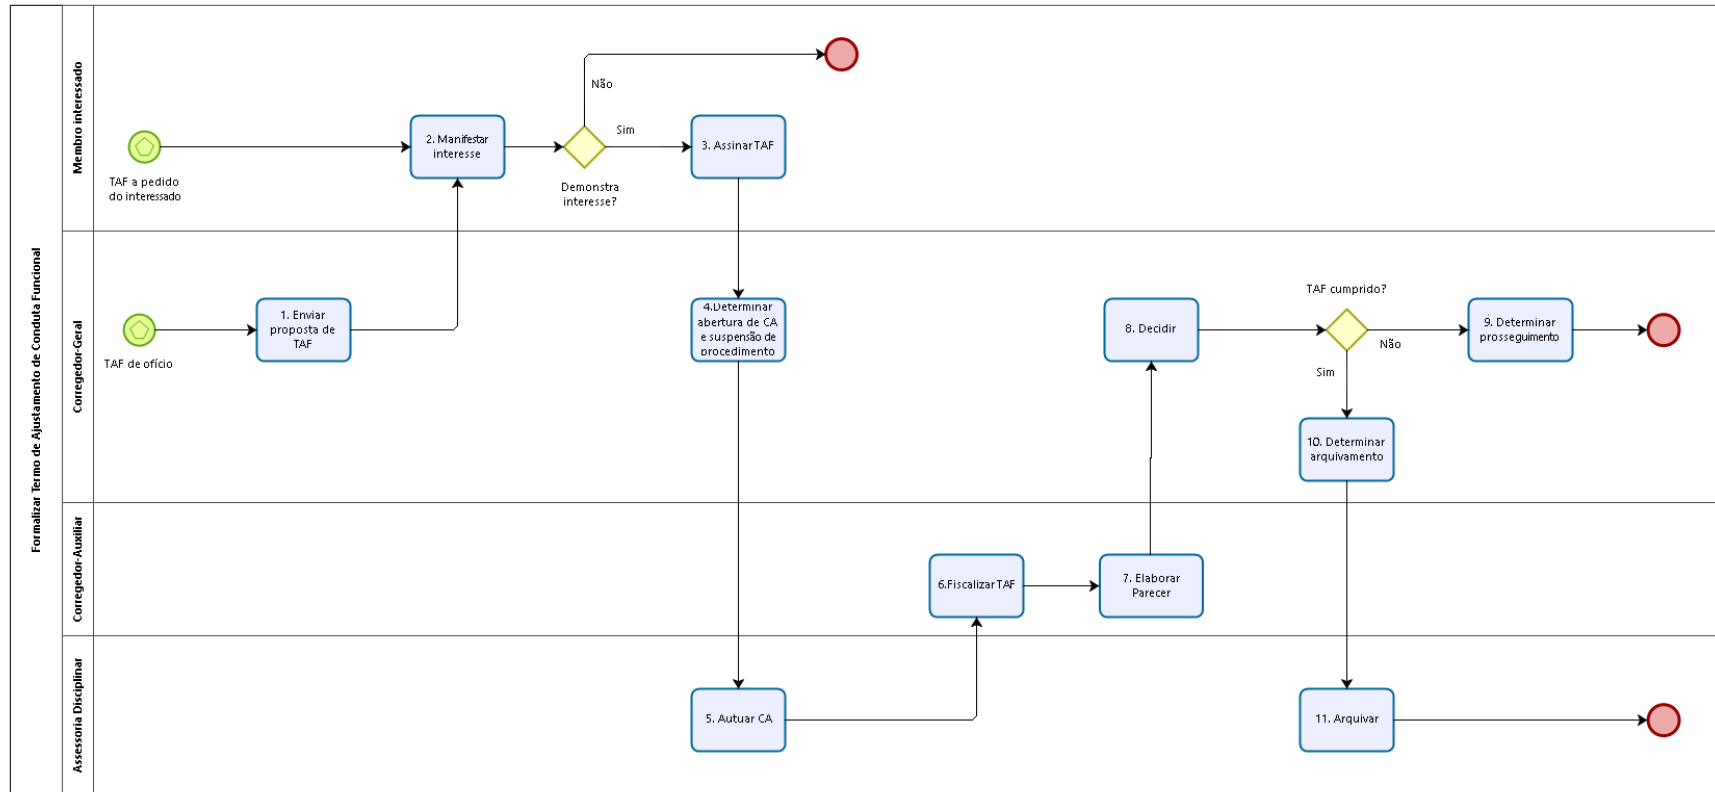 Formalizar Termo de Ajustamento de Conduta Funcional
Membro interessado
TAF a pedido
do interessado
2. Manifestar
interesse
Não
Sim
Demonstra
interesse?
3. Assinar TAF
Corregedor-Geral
TAF de ofício
1. Enviar
proposta de
TAF
4.Determinar
abertura de CA
e suspensão de
procedimento
8. Decidir
TAF cumprido?
Não
Sim
9. Determinar
prosseguimento
10. Determinar
arquivamento
Corregedor-Auxiliar
6.Fiscalizar TAF
7. Elaborar
Parecer
Assessoria Disciplinar
5. Autuar CA
11. Arquivar